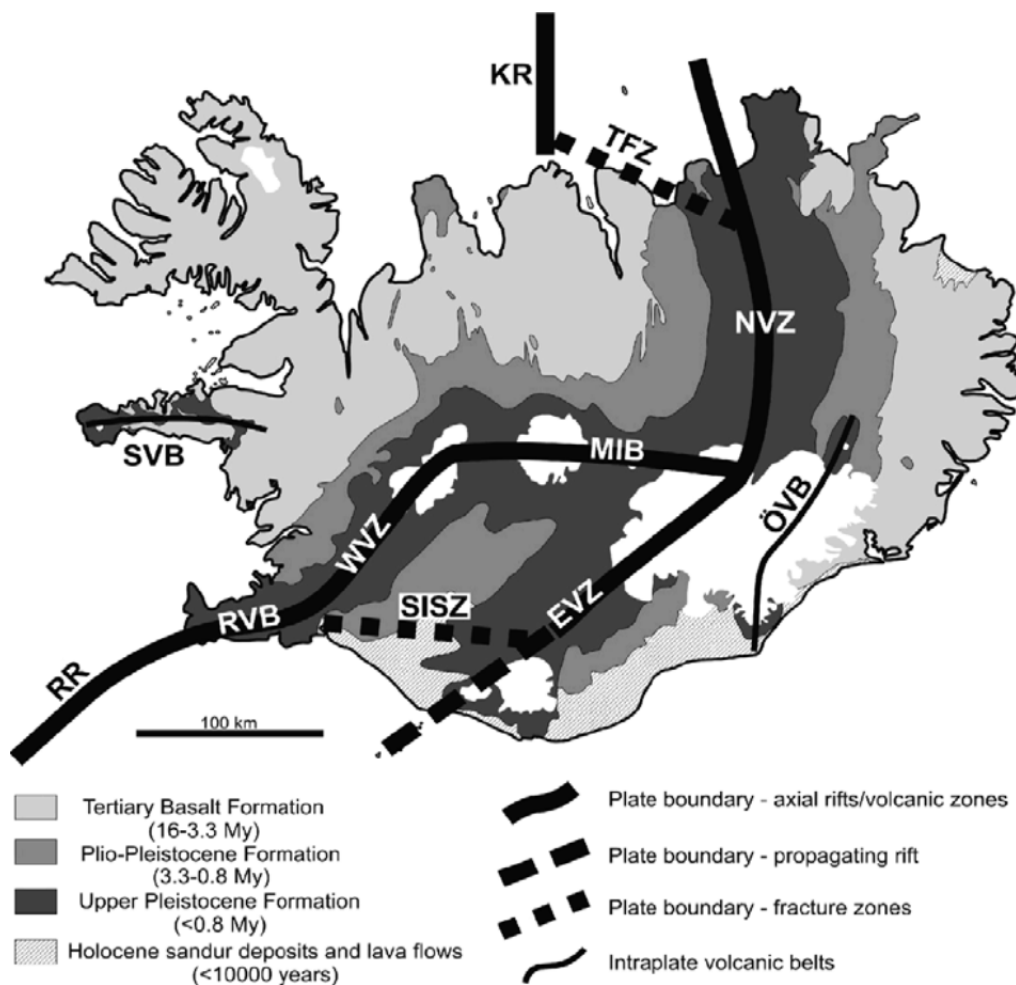 KR
TFZ
NVZ
SVB
MIB
WVZ
ÖVB
EVZ
SISZ
RVB
RR
100 km
Tertiary Basalt Formation
(16-3.3 My)
Plio-Pleistocene Formation
(3.3-0.8 My)
Upper Pleistocene Formation
(<0.8 My)
Holocene sandur deposits and lava flows
(<10000 years)
Plate boundary - axial rifts/volcanic zones
Plate boundary - propagating rift
Plate boundary - fracture zones
Intraplate volcanic belts